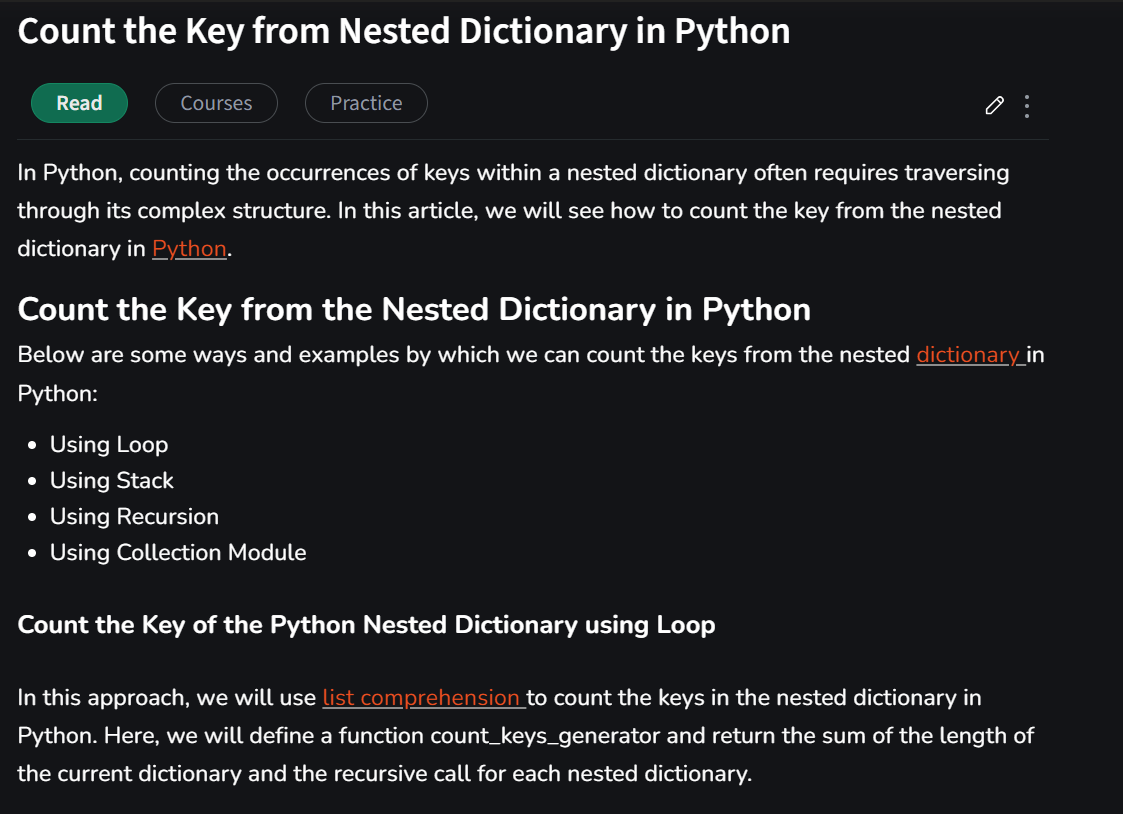 Count the Key from Nested Dictionary in Python
Read Courses Practice
In Python, counting the occurrences of keys within a nested dictionary often requires traversing
through its complex structure. In this article, we will see how to count the key from the nested
dictionary in Python.
Count the Key from the Nested Dictionary in Python
Below are some ways and examples by which we can count the keys from the nested dictionary in
Python:
• Using Loop
• Using Stack
• Using Recursion
• Using Collection Module
Count the Key of the Python Nested Dictionary using Loop
In this approach, we will use list comprehension to count the keys in the nested dictionary in
Python. Here, we will define a function count_keys_generator and return the sum of the length of
the current dictionary and the recursive call for each nested dictionary.